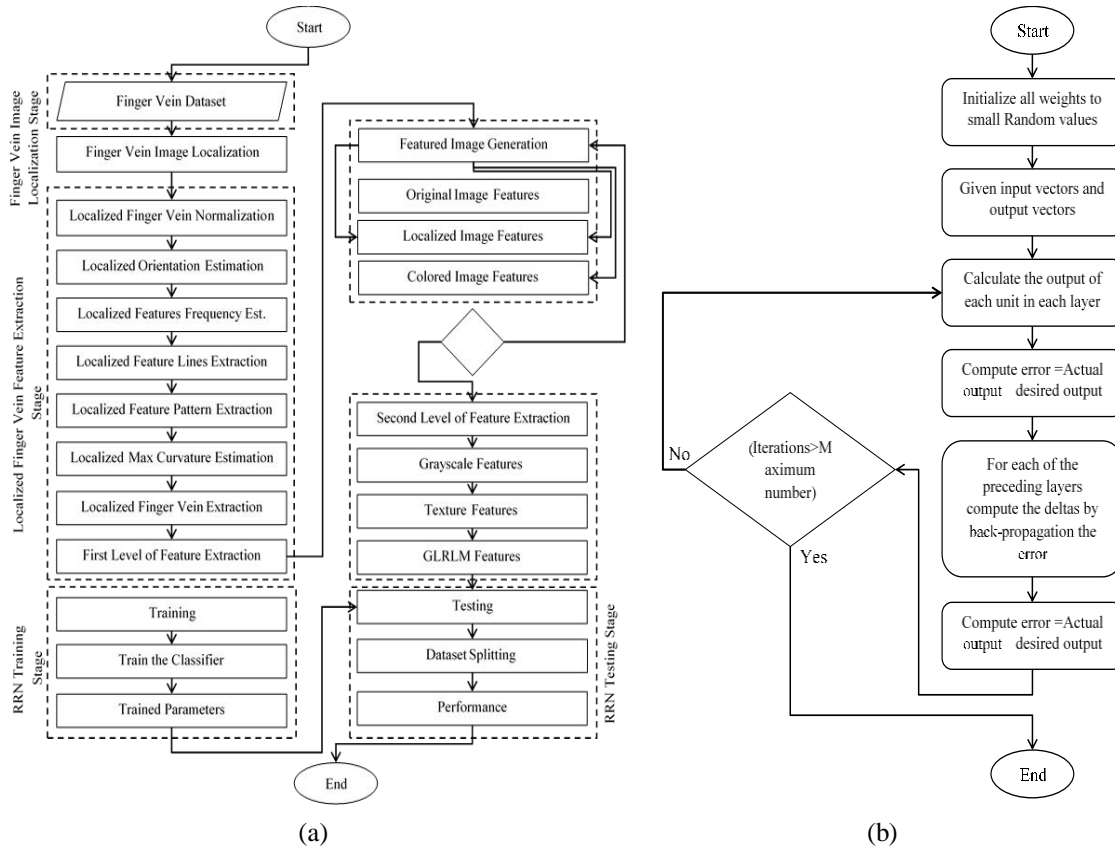 Start
Finger Vein Image
Localization Stage
Finger Vein Dataset
Finger Vein Image Localization
Localized Finger Vein Feature Extraction
Stage
Localized Finger Vein Normalization
Localized Orientation Estimation
Localized Features Frequency Est.
Localized Feature Lines Extraction
Localized Feature Pattern Extraction
Localized Max Curvature Estimation
Localized Finger Vein Extraction
First Level of Feature Extraction
RRN Training
Stage
Training
Train the Classifier
Trained Parameters
Featured Image Generation
Original Image Features
Localized Image Features
Colored Image Features
Second Level of Feature Extraction
Grayscale Features
Texture Features
GLRLM Features
Testing
Dataset Splitting
Performance
RRN Testing Stage
End
(a)
Start
Initialize all weights to
small Random values
Given input vectors and
output vectors
Calculate the output of
each unit in each layer
Compute error =Actual
output desired output
For each of the
preceding layers
compute the deltas by
back-propagation the
error
Compute error =Actual
output desired output
(Iterations>M
aximum
number)
No
Yes
End
(b)